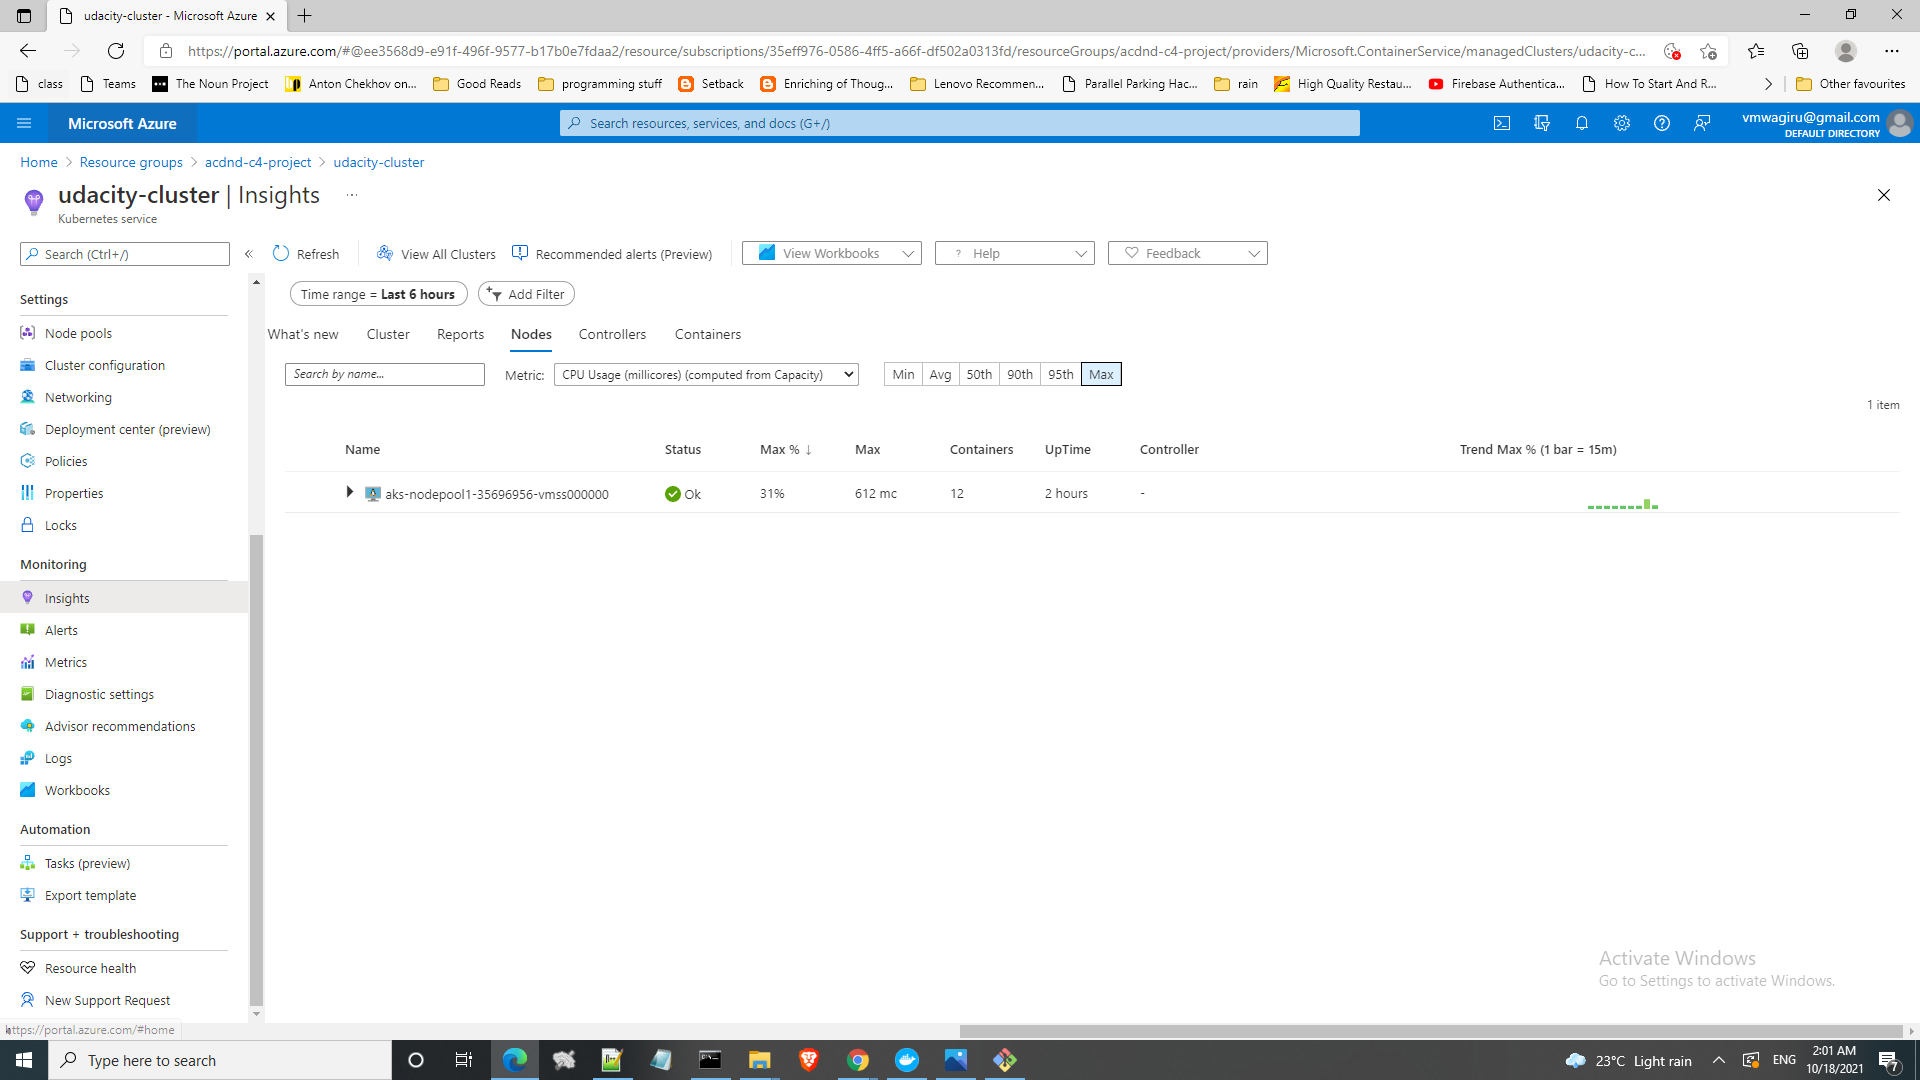 udacity-cluster - Microsoft Azure
https://portal.azure.com/#@ee3568d9-e91f-496f-9577-b17b0e7fdaa2/resource/subscriptions/35eff976-0586-4ff5-a66f-df502a0313fd/resourceGroups/acdnd-c4-project/providers/Microsoft.ContainerService/managedClusters/udacity-c...
class Teams The Noun Project Anton Chekhov on... Good Reads programming stuff Setback Enriching of Thoug... Lenovo Recommen... Parallel Parking Hac... rain High Quality Restau... Firebase Authentica... How To Start And R... Other favourites
Microsoft Azure
Search resources, services, and docs (G+/)
vmwagiru@gmail.com
DEFAULT DIRECTORY
Home > Resource groups > acdnd-c4-project > udacity-cluster
udacity-cluster | Insights ...
Kubernetes service
Search (Ctrl+/)
«
Refresh View All Clusters Recommended alerts (Preview) View Workbooks ? Help Feedback
Time range = Last 6 hours Add Filter
What's new Cluster Reports Nodes Controllers Containers
Search by name... Metric: CPU Usage (millicores) (computed from Capacity) Min Avg 50th 90th 95th Max
1 item
Name Status Max % ↓ Max Containers UpTime Controller Trend Max % (1 bar = 15m)
aks-nodepool1-35696956-vmss000000 Ok 31% 612 mc 12 2 hours -
Settings
Node pools
Cluster configuration
Networking
Deployment center (preview)
Policies
Properties
Locks
Monitoring
Insights
Alerts
Metrics
Diagnostic settings
Advisor recommendations
Logs
Workbooks
Automation
Tasks (preview)
Export template
Support + troubleshooting
Resource health
New Support Request
https://portal.azure.com/#home
Activate Windows
Go to Settings to activate Windows.
Type here to search
23°C Light rain
ENG
2:01 AM
10/18/2021
7